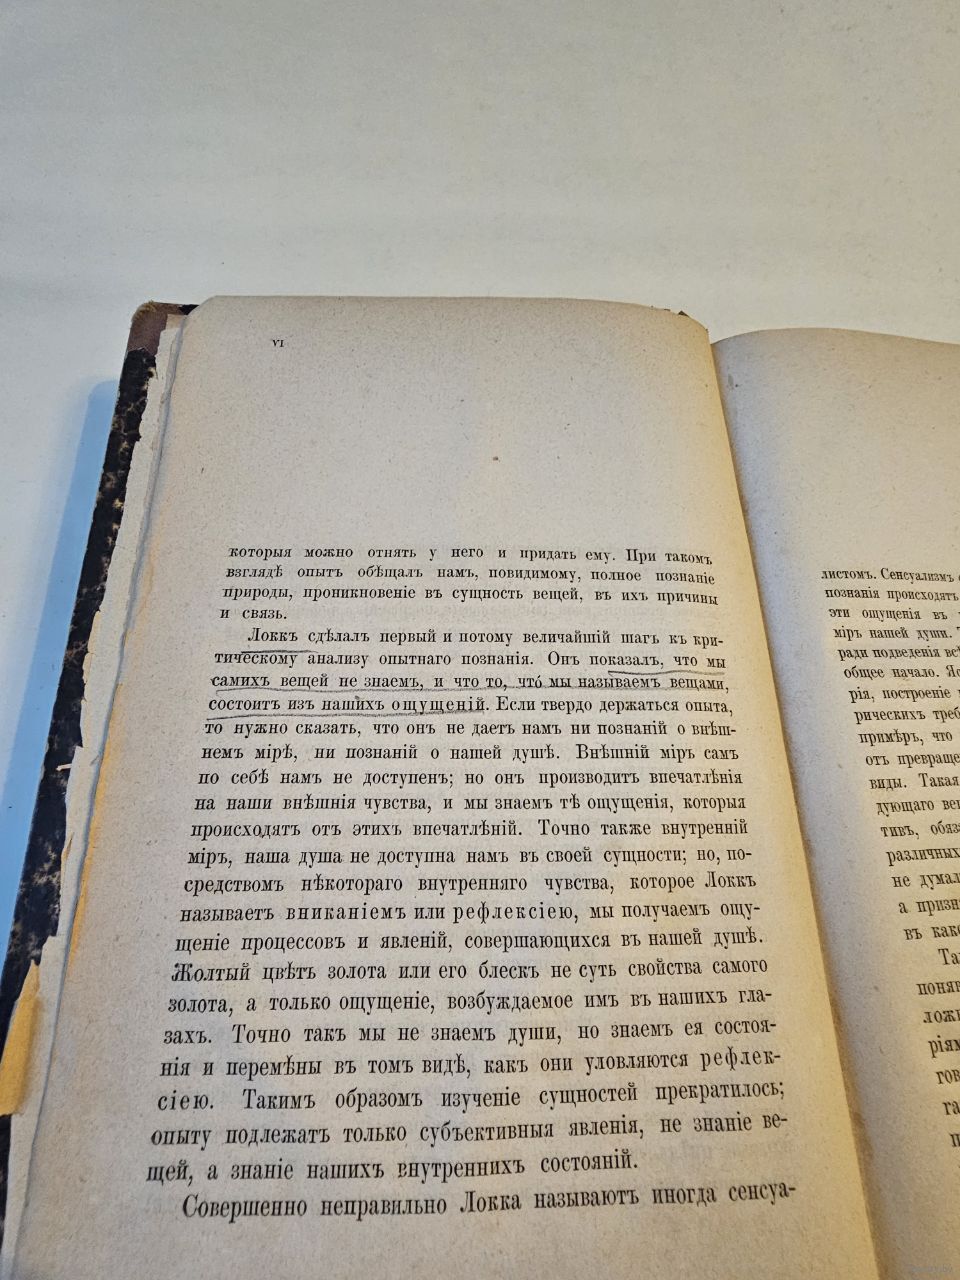 VI
которыя можно отнять у него и придать ему. При такомъ
взглядѣ опытъ обѣщалъ намъ, повидимому, полное познаніе
природы, проникновеніе въ сущность вещей, въ ихъ причины
и связь.
Локкъ сдѣлалъ первый и потому величайшій шагъ къ кри-
тическому анализу опытнаго познанія. Онъ показалъ, что мы
самихъ вещей не знаемъ, и что то, что́ мы называемъ вещами,
состоитъ изъ нашихъ ощущеній. Если твердо держаться опыта,
то нужно сказать, что онъ не даетъ намъ ни познаній о внѣш-
немъ мірѣ, ни познаній о нашей душѣ. Внѣшній міръ самъ
по себѣ намъ не доступенъ; но онъ производитъ впечатлѣнія
на наши внѣшнія чувства, и мы знаемъ тѣ ощущенія, которыя
происходятъ отъ этихъ впечатлѣній. Точно также внутренній
міръ, наша душа не доступна намъ въ своей сущности; но, по-
средствомъ нѣкотораго внутренняго чувства, которое Локкъ
называетъ вниканіемъ или рефлексіею, мы получаемъ ощу-
щеніе процессовъ и явленій, совершающихся въ нашей душѣ.
Жолтый цвѣтъ золота или его блескъ не суть свойства самого
золота, а только ощущеніе, возбуждаемое имъ въ нашихъ гла-
захъ. Точно такъ мы не знаемъ души, но знаемъ ея состоя-
нія и перемѣны въ томъ видѣ, какъ они уловляются рефлек-
сіею. Такимъ образомъ изученіе сущностей прекратилось;
опыту подлежатъ только субъективныя явленія, не знаніе ве-
щей, а знаніе нашихъ внутреннихъ состояній.
Совершенно неправильно Локка называютъ иногда сенсуа-
листомъ. Сенсуализмъ
познанія происходятъ
эти ощущенія въ
міръ нашей души.
ради подведенія
общее начало.
рія, построеніе
рическихъ
примѣръ, что
отъ
виды. Такая
дующаго
тивъ,
различныхъ
не
а
въ